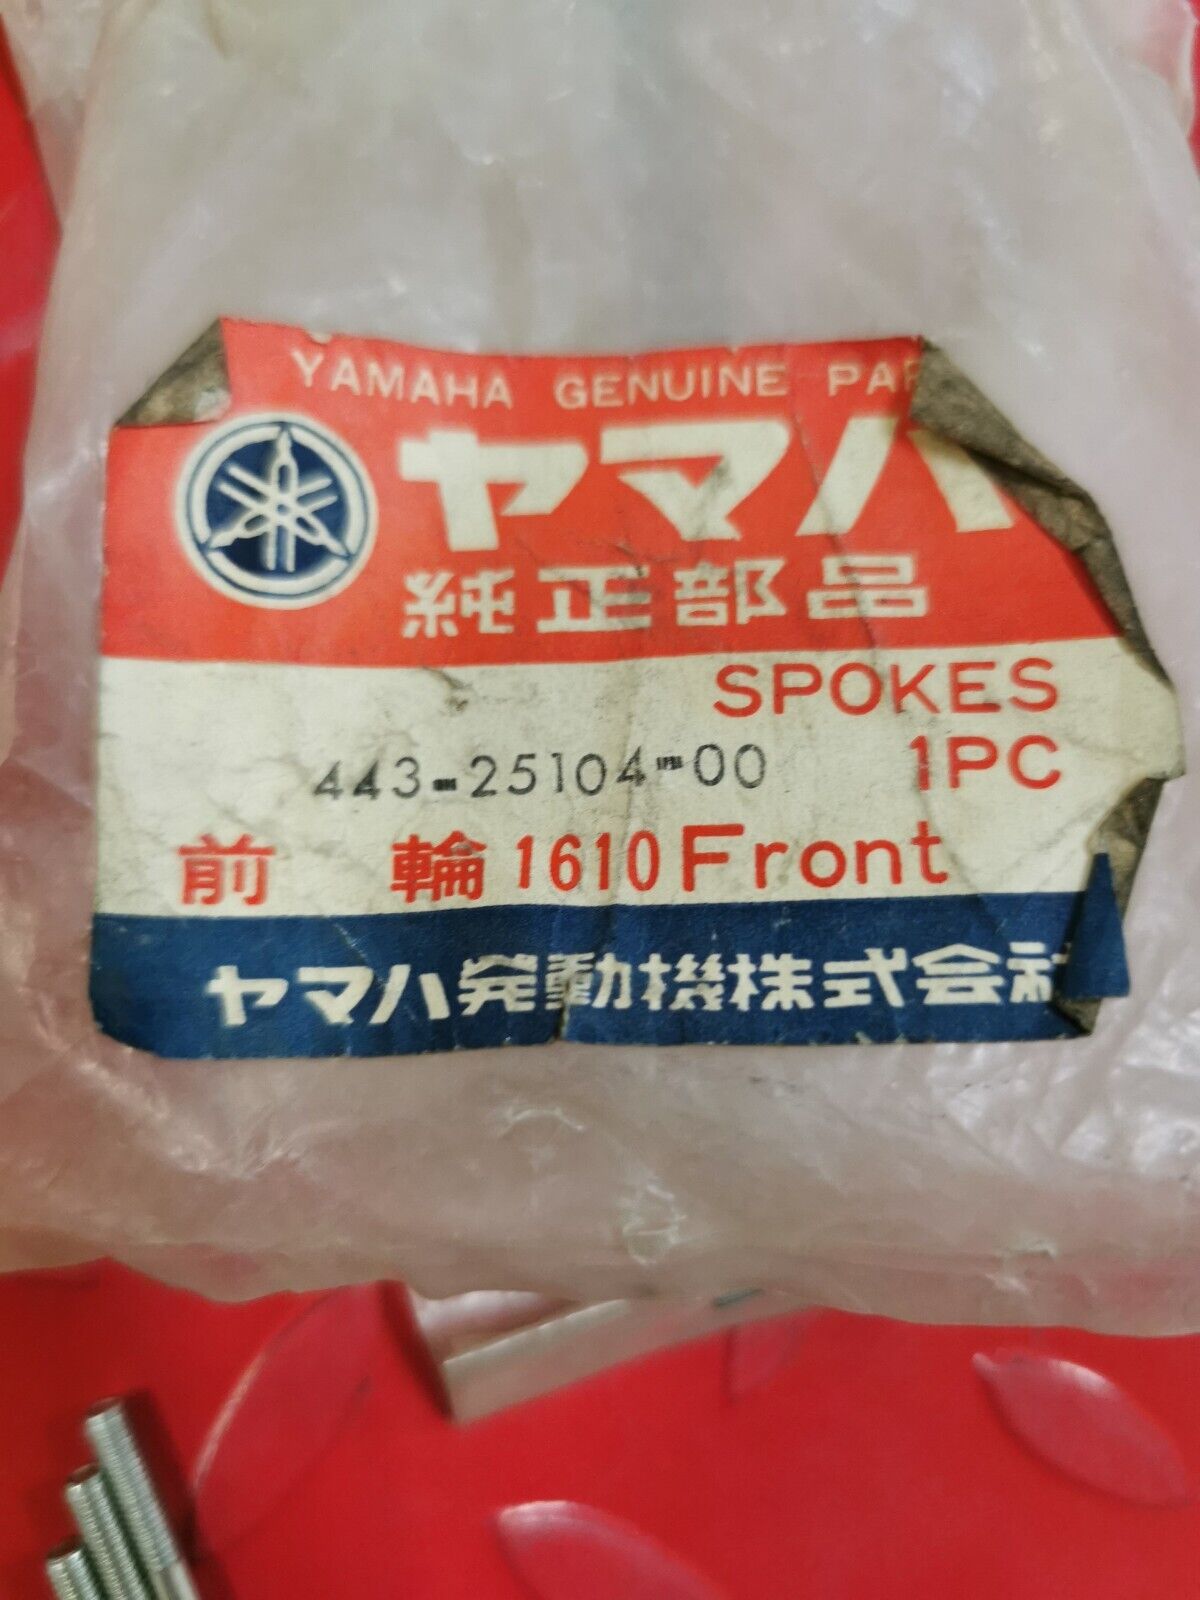 YAMAHA GENUINE PAR
ヤマハ
純正部品
SPOKES
443-25104-00 1PC
前 輪 1610 Front
ヤマハ発動機株式会社